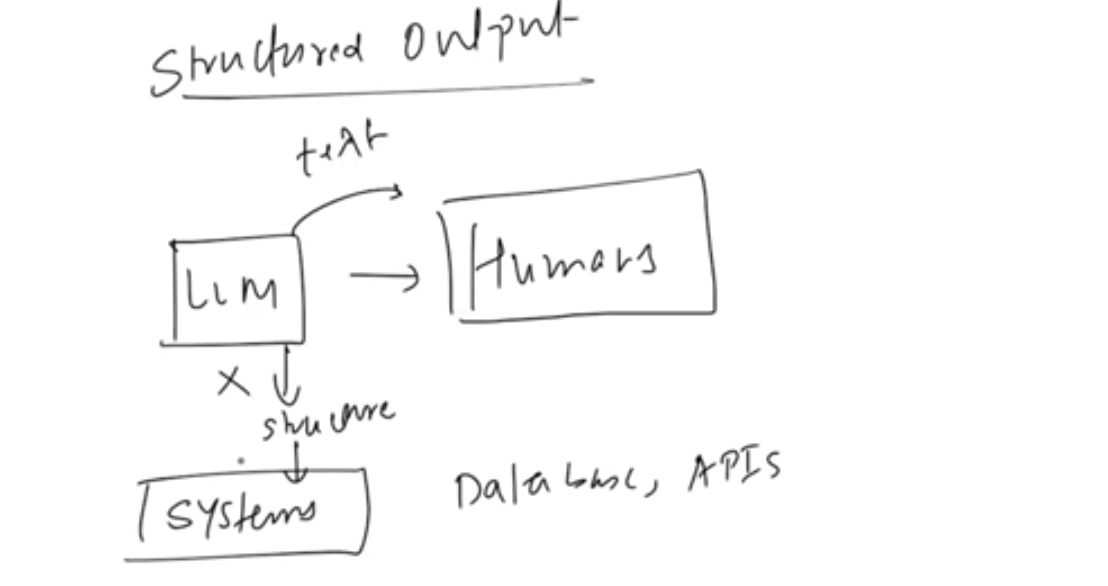 Structured Output
text
LLM
Humans
X
structure
Systems
Database, APIs